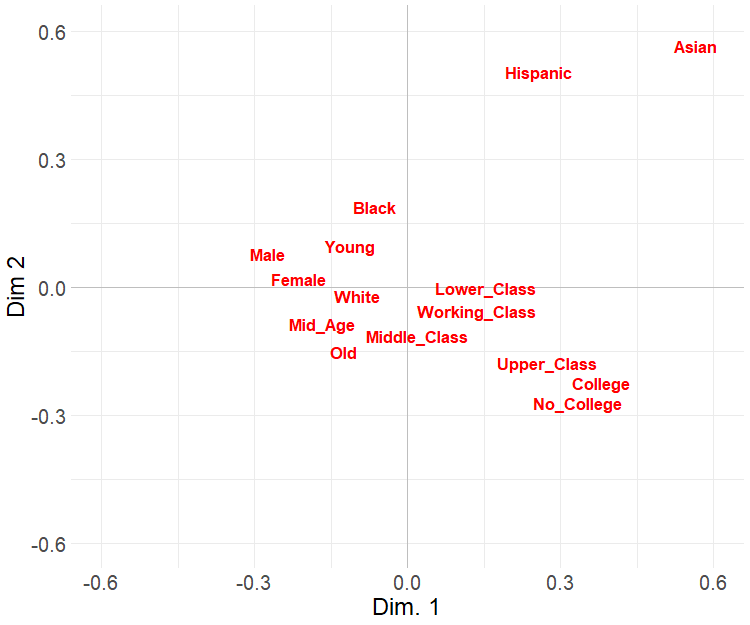 0.6
Asian
Hispanic
0.3
Black
Young
Male
Female
0.0
Lower_Class
White
Working_Class
Mid_Age
Middle_Class
Old
Upper_Class
College
No_College
-0.3
-0.6
Dim 2
-0.6 -0.3 0.0 0.3 0.6
Dim. 1